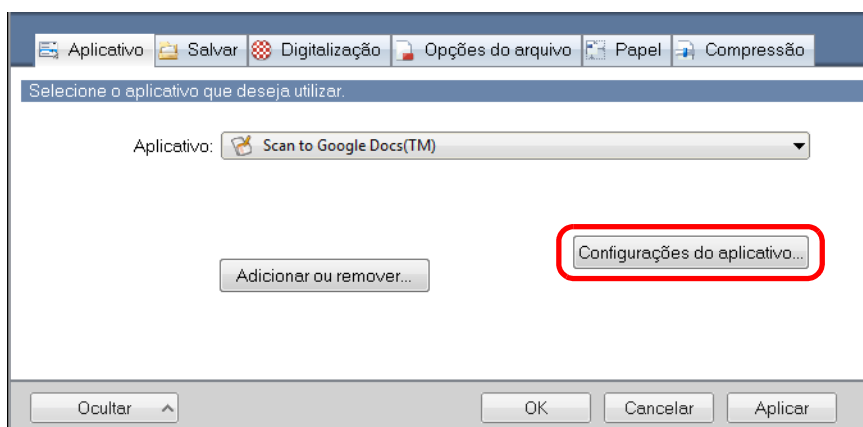 Aplicativo Salvar Digitalização Opções do arquivo Papel Compressão
Selecione o aplicativo que deseja utilizar.
Aplicativo: Scan to Google Docs(TM)
Configurações do aplicativo...
Adicionar ou remover...
Ocultar OK Cancelar Aplicar